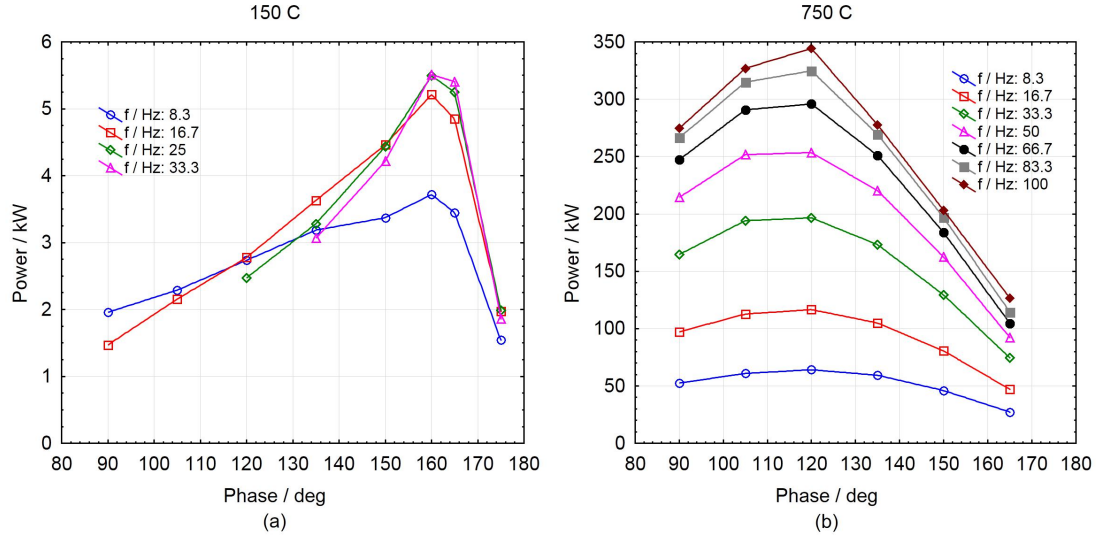 150 C
750 C
Power / kW
6
5
4
3
2
1
0
f / Hz: 8.3
f / Hz: 16.7
f / Hz: 25
f / Hz: 33.3
80 90 100 110 120 130 140 150 160 170 180
Phase / deg
(a)
Power / kW
350
300
250
200
150
100
50
0
f / Hz: 8.3
f / Hz: 16.7
f / Hz: 33.3
f / Hz: 50
f / Hz: 66.7
f / Hz: 83.3
f / Hz: 100
80 90 100 110 120 130 140 150 160 170 180
Phase / deg
(b)